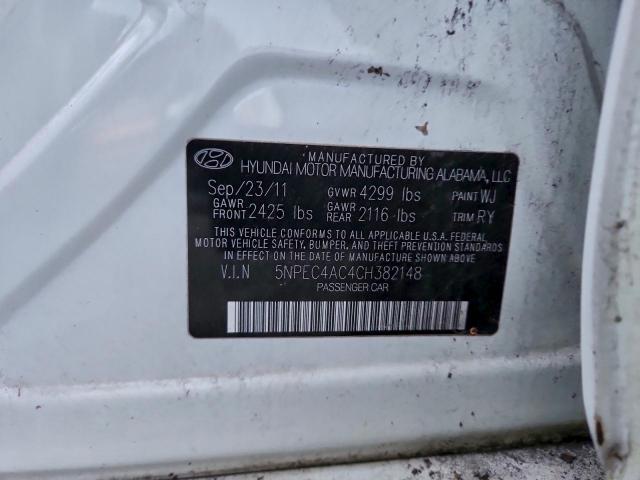 MANUFACTURED BY
HYUNDAI MOTOR MANUFACTURING ALABAMA, LLC
Sep/23/11 GVWR 4299 lbs PAINT WJ
GAWR FRONT 2425 lbs GAWR REAR 2116 lbs TRIM RY
THIS VEHICLE CONFORMS TO ALL APPLICABLE U.S.A. FEDERAL
MOTOR VEHICLE SAFETY, BUMPER, AND THEFT PREVENTION STANDARDS
IN EFFECT ON THE DATE OF MANUFACTURE SHOWN ABOVE.
V.I.N 5NPEC4AC4CH382148
PASSENGER CAR